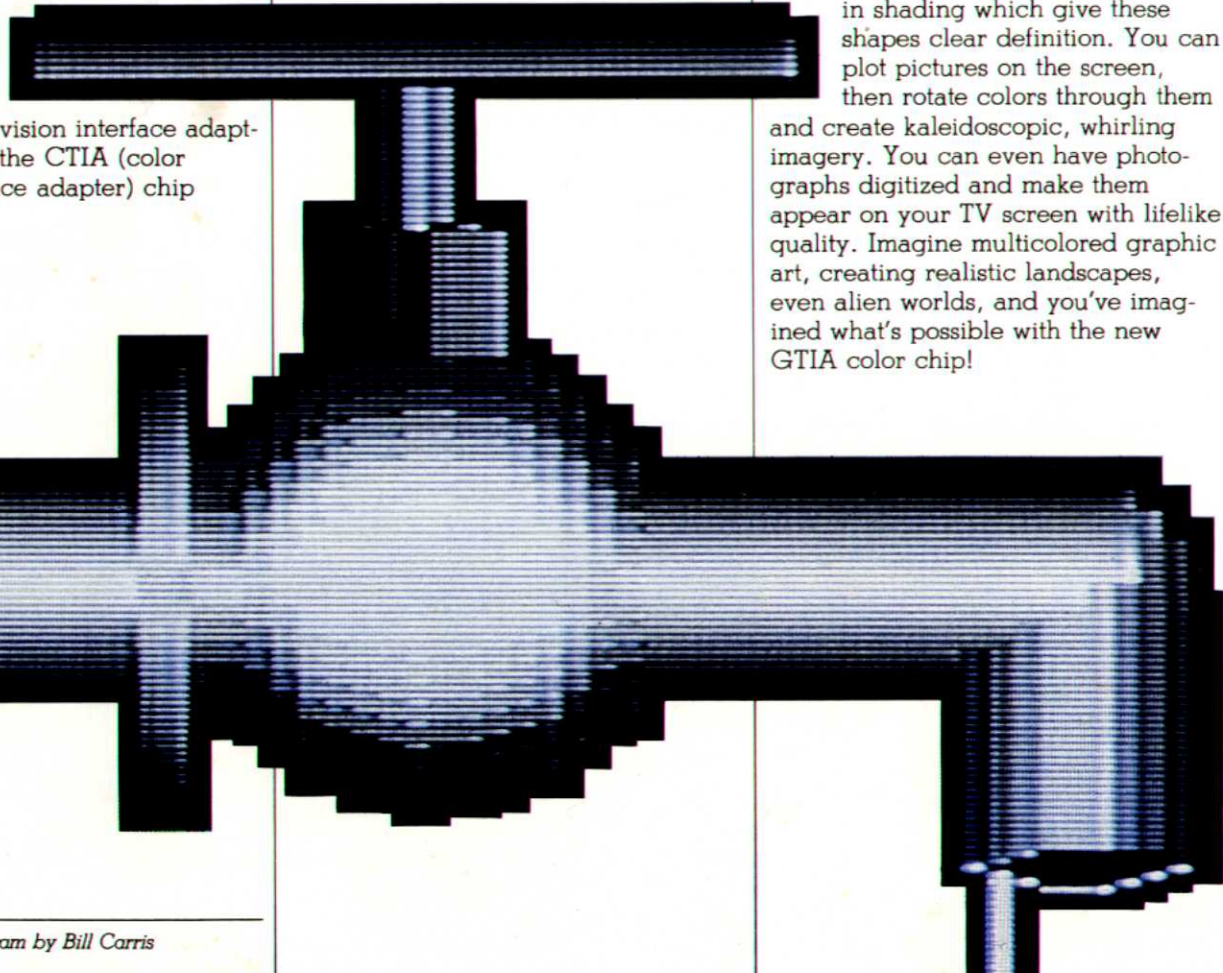 vision interface adapt-
the CTIA (color
ce adapter) chip
am by Bill Carris
in shading which give these
shapes clear definition. You can
plot pictures on the screen,
then rotate colors through them
and create kaleidoscopic, whirling
imagery. You can even have photo-
graphs digitized and make them
appear on your TV screen with lifelike
quality. Imagine multicolored graphic
art, creating realistic landscapes,
even alien worlds, and you've imag-
ined what's possible with the new
GTIA color chip!